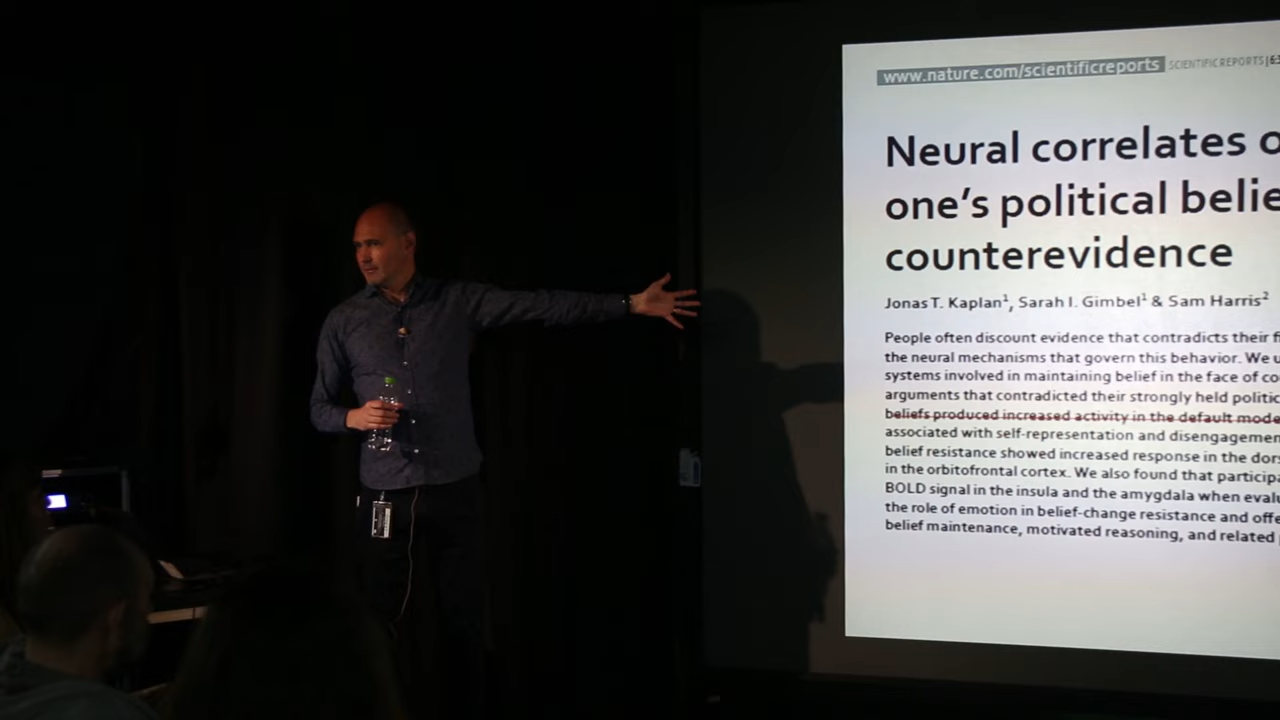 www.nature.com/scientificreports SCIENTIFIC REPORTS |
Neural correlates o
one's political belie
counterevidence
Jonas T. Kaplan1, Sarah I. Gimbel1 & Sam Harris2
People often discount evidence that contradicts their fi
the neural mechanisms that govern this behavior. We u
systems involved in maintaining belief in the face of co
arguments that contradicted their strongly held politic
beliefs produced increased activity in the default mode
associated with self-representation and disengagemen
belief resistance showed increased response in the dors
in the orbitofrontal cortex. We also found that participa
BOLD signal in the insula and the amygdala when evalu
the role of emotion in belief-change resistance and offe
belief maintenance, motivated reasoning, and related